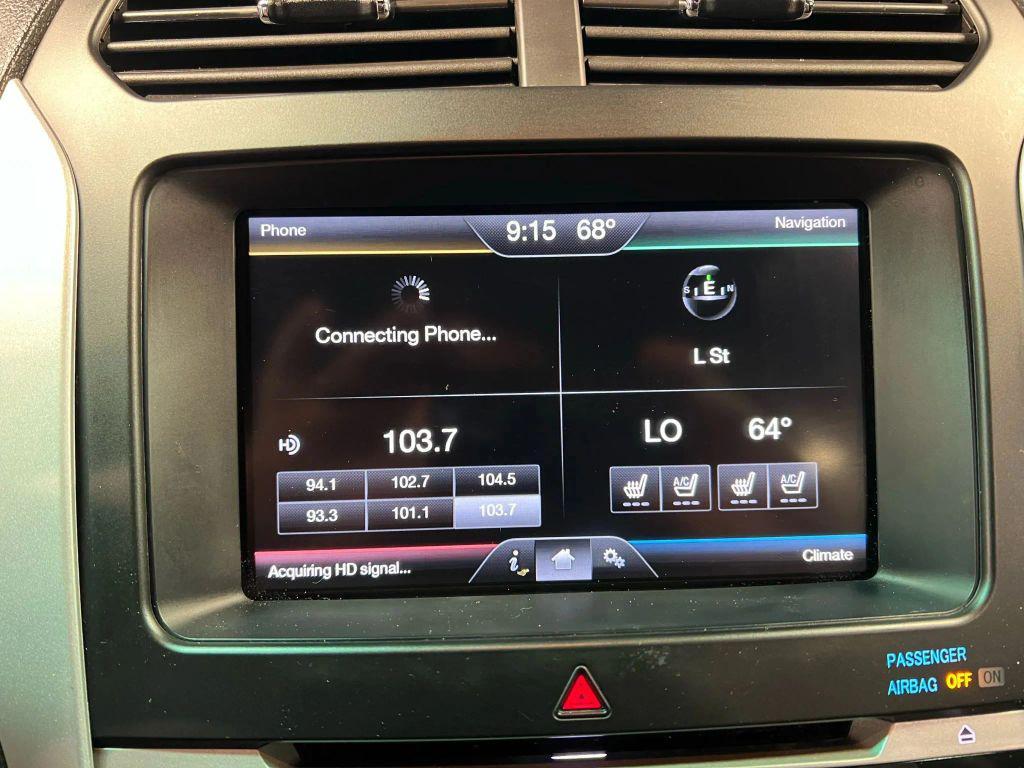 Phone
9:15 68°
Navigation
Connecting Phone...
S E N
L St
HD
103.7
94.1 102.7 104.5
93.3 101.1 103.7
LO 64°
A/C A/C
Acquiring HD signal...
i
Climate
PASSENGER
AIRBAG OFF ON